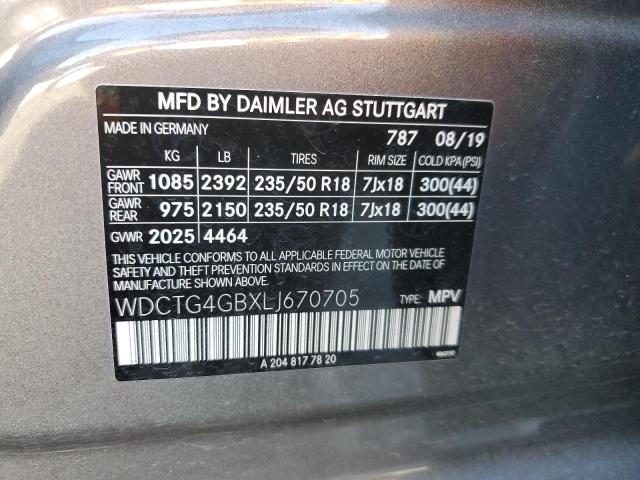 MFD BY DAIMLER AG STUTTGART
MADE IN GERMANY 787 08/19
KG LB TIRES RIM SIZE COLD KPA (PSI)
GAWR FRONT 1085 2392 235/50 R18 7Jx18 300(44)
GAWR REAR 975 2150 235/50 R18 7Jx18 300(44)
GVWR 2025 4464
THIS VEHICLE CONFORMS TO ALL APPLICABLE FEDERAL MOTOR VEHICLE
SAFETY AND THEFT PREVENTION STANDARDS IN EFFECT ON THE DATE OF
MANUFACTURE SHOWN ABOVE.
WDCTG4GBXLJ670705 TYPE: MPV
A 204 817 78 20